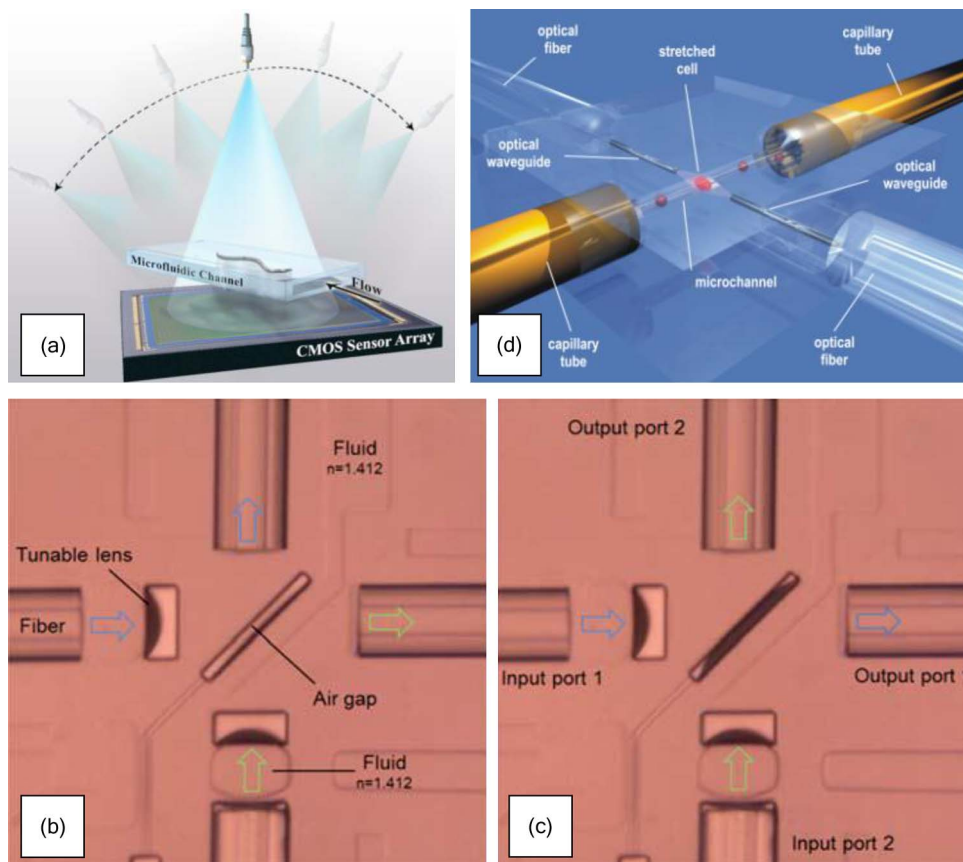 Microfluidic Channel
Flow
CMOS Sensor Array
(a)
optical
fiber
stretched
cell
capillary
tube
optical
waveguide
optical
waveguide
microchannel
capillary
tube
optical
fiber
(d)
Fluid
n=1.412
Tunable lens
Fiber
Air gap
Fluid
n=1.412
(b)
Output port 2
Input port 1
Output port
Input port 2
(c)